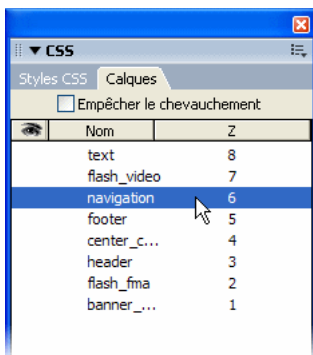 CSS
Styles CSS Calques
Empêcher le chevauchement
Nom Z
text 8
flash_video 7
navigation 6
footer 5
center_c... 4
header 3
flash_fma 2
banner_... 1